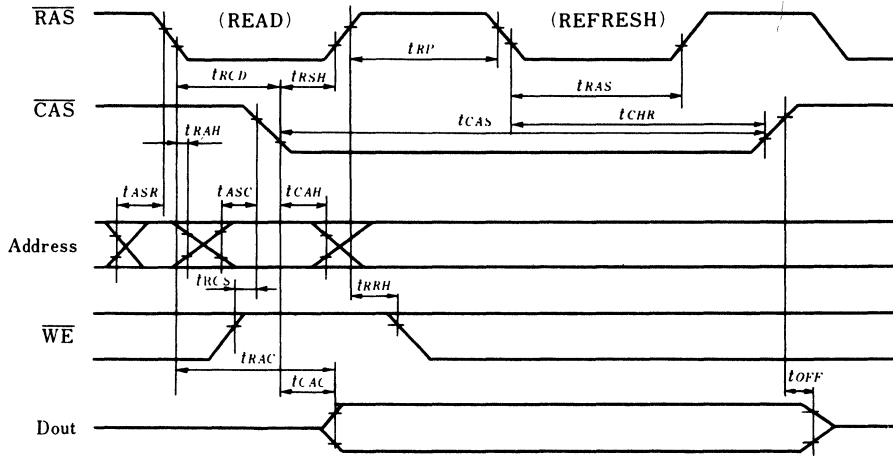 RAS (READ) (REFRESH)
tRP
tRCD tRSH
tRAS
CAS
tCHR
tCAS
tRAH
tASR tASC tCAH
Address
tRCS tRRH
WE
tRAC
tCAC tOFF
Dout